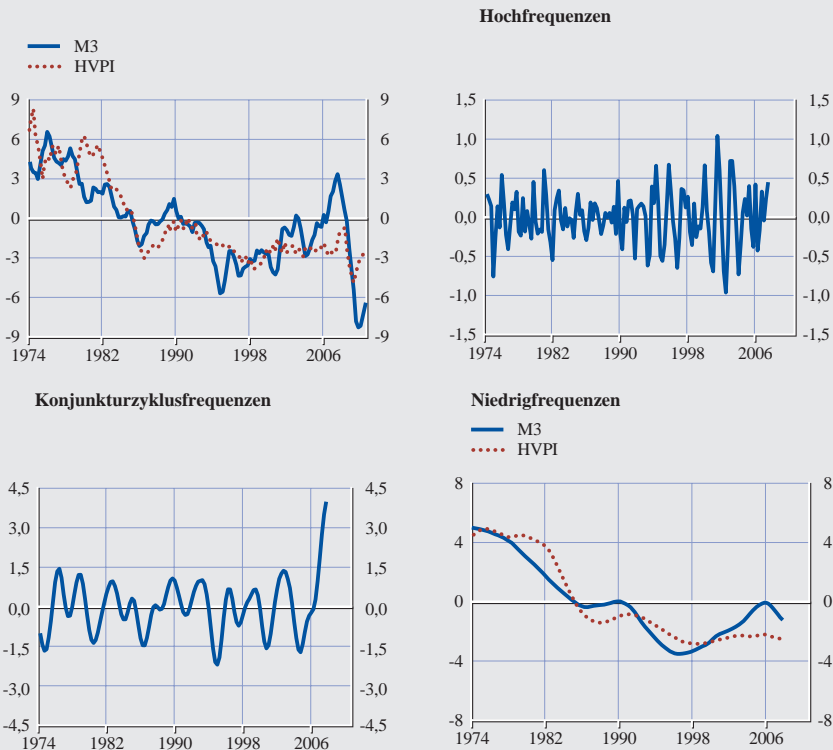 M3
HVPI
9 9
6 6
3 3
0 0
-3 -3
-6 -6
-9 -9
1974 1982 1990 1998 2006
Hochfrequenzen
1,5 1,5
1,0 1,0
0,5 0,5
0,0 0,0
-0,5 -0,5
-1,0 -1,0
-1,5 -1,5
1974 1982 1990 1998 2006
Konjunkturzyklusfrequenzen
4,5 4,5
3,0 3,0
1,5 1,5
0,0 0,0
-1,5 -1,5
-3,0 -3,0
-4,5 -4,5
1974 1982 1990 1998 2006
Niedrigfrequenzen
M3
HVPI
8 8
4 4
0 0
-4 -4
-8 -8
1974 1982 1990 1998 2006